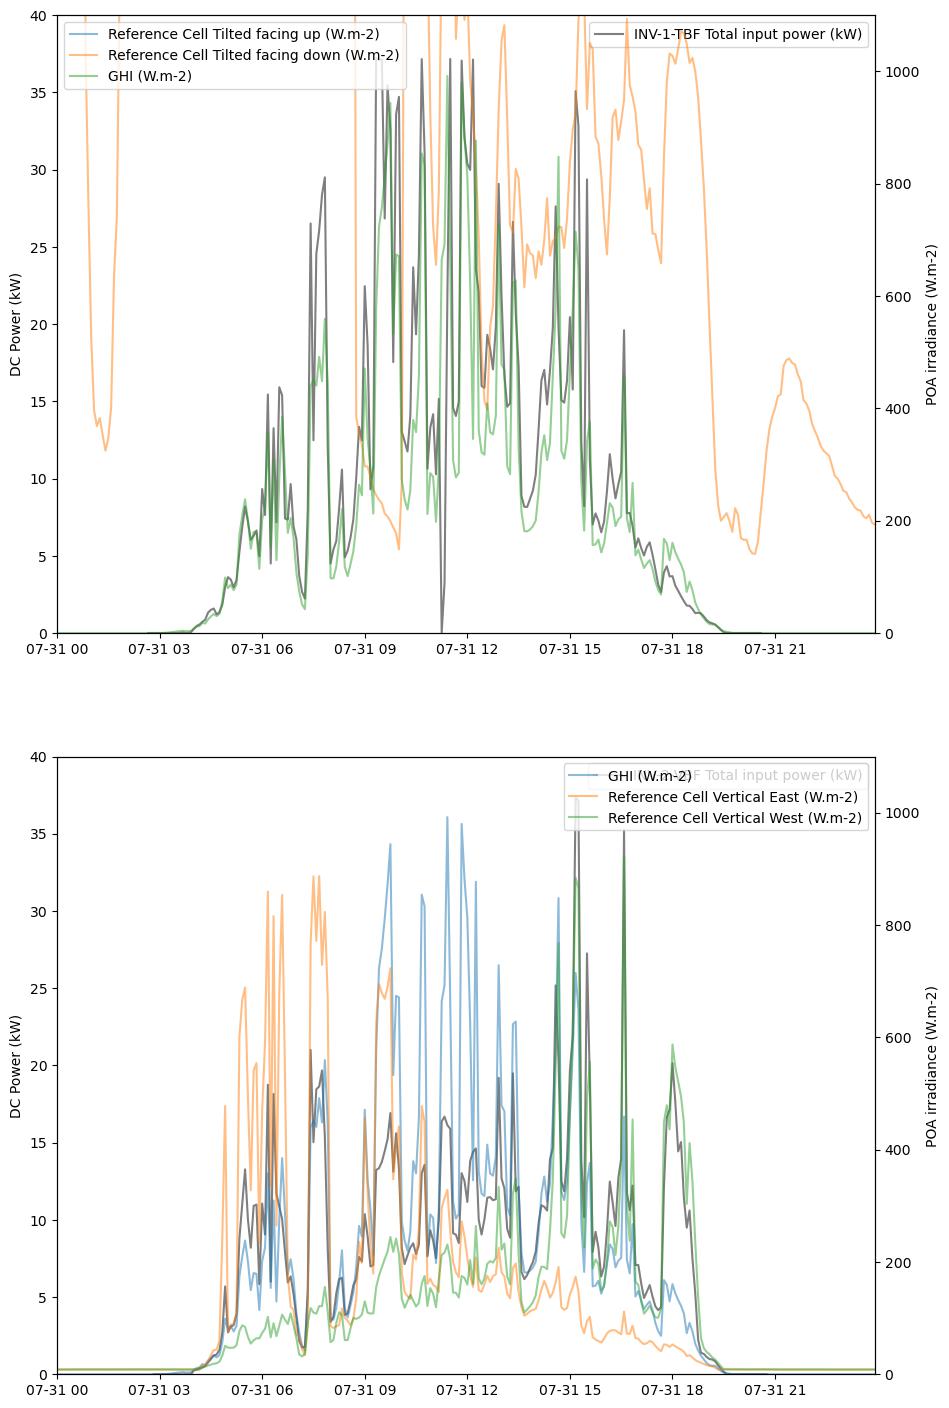 Reference Cell Tilted facing up (W.m-2)
Reference Cell Tilted facing down (W.m-2)
GHI (W.m-2)
INV-1-TBF Total input power (kW)
40
35
30
25
20
15
10
5
0
DC Power (kW)
1000
800
600
400
200
0
POA irradiance (W.m-2)
07-31 00 07-31 03 07-31 06 07-31 09 07-31 12 07-31 15 07-31 18 07-31 21
GHI (W.m-2)
F Total input power (kW)
Reference Cell Vertical East (W.m-2)
Reference Cell Vertical West (W.m-2)
40
35
30
25
20
15
10
5
0
DC Power (kW)
1000
800
600
400
200
0
POA irradiance (W.m-2)
07-31 00 07-31 03 07-31 06 07-31 09 07-31 12 07-31 15 07-31 18 07-31 21